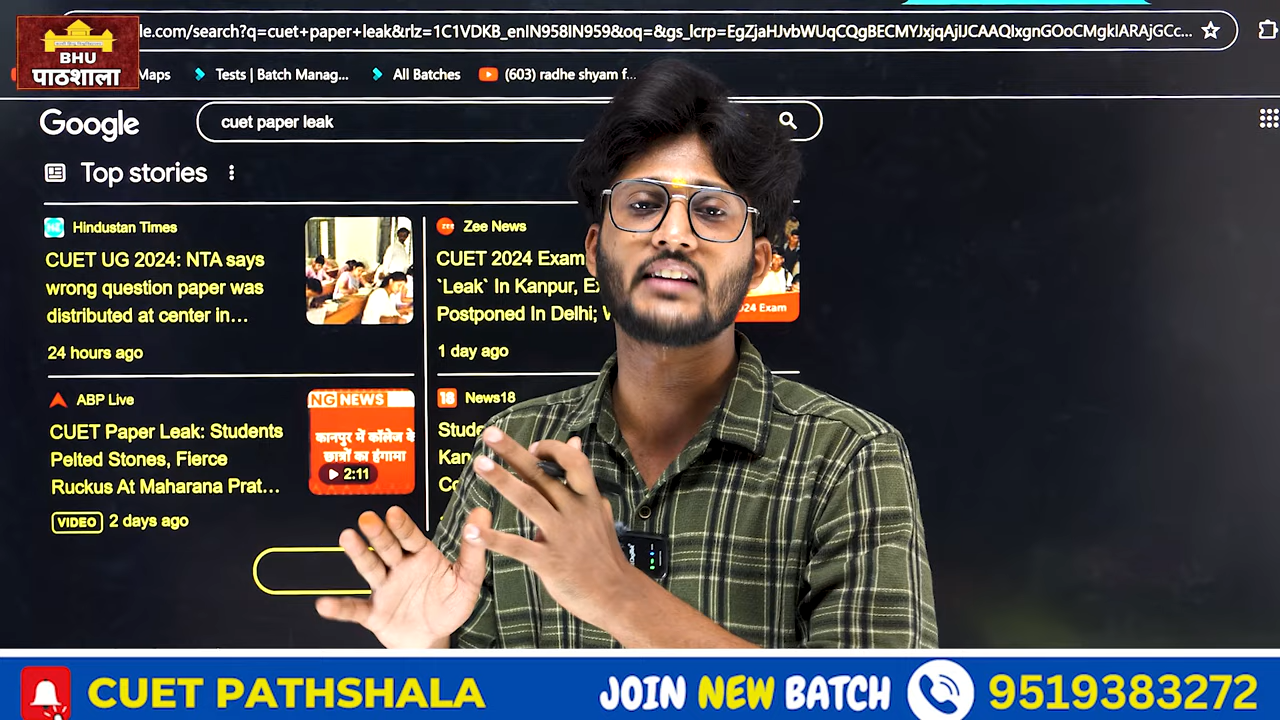 le.com/search?q=cuet+paper+leak&rlz=1C1VDKB_enIN958IN959&oq=&gs_lcrp=EgZjaHJvbWUqCQgBECMYJxjqAjIJCAAQIxgnGOoCMgkIARAjGCc...
BHU
पाठशाला
Maps
Tests | Batch Manag...
All Batches
(603) radhe shyam f...
Google
cuet paper leak
Top stories
Hindustan Times
CUET UG 2024: NTA says
wrong question paper was
distributed at center in...
24 hours ago
Zee News
CUET 2024 Exam
`Leak` In Kanpur, Ex
Postponed In Delhi;
24 Exam
1 day ago
ABP Live
CUET Paper Leak: Students
Pelted Stones, Fierce
Ruckus At Maharana Prat...
VIDEO 2 days ago
NG NEWS
कानपुर में कॉलेज के
छात्रों का हंगामा
2:11
18 News18
Stude
Kan
Co
CUET PATHSHALA
JOIN NEW BATCH
9519383272